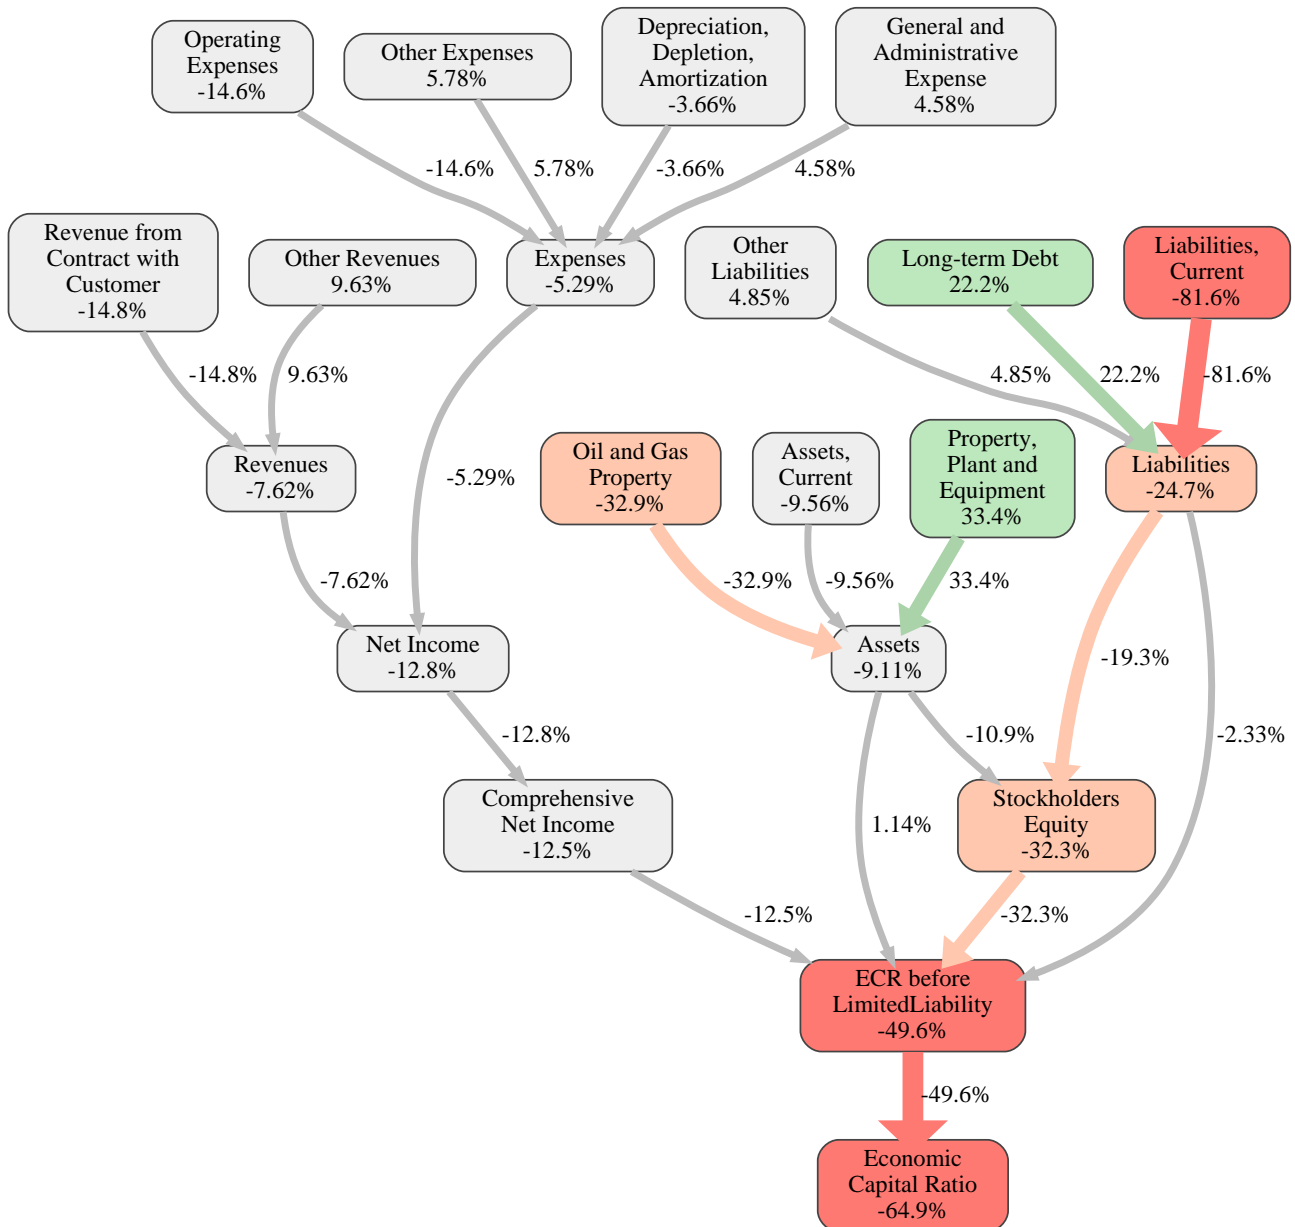 Operating
Expenses
-14.6%
Other Expenses
5.78%
Depreciation,
Depletion,
Amortization
-3.66%
General and
Administrative
Expense
4.58%
-14.6%
5.78%
-3.66%
4.58%
Revenue from
Contract with
Customer
-14.8%
Other Revenues
9.63%
Expenses
-5.29%
Other
Liabilities
4.85%
Long-term Debt
22.2%
Liabilities,
Current
-81.6%
-14.8%
9.63%
4.85%
22.2%
-81.6%
Revenues
-7.62%
-5.29%
Oil and Gas
Property
-32.9%
Assets,
Current
-9.56%
Property,
Plant and
Equipment
33.4%
Liabilities
-24.7%
-7.62%
-32.9%
-9.56%
33.4%
Net Income
-12.8%
Assets
-9.11%
-19.3%
-12.8%
-10.9%
-2.33%
Comprehensive
Net Income
-12.5%
1.14%
Stockholders
Equity
-32.3%
-12.5%
-32.3%
ECR before
LimitedLiability
-49.6%
-49.6%
Economic
Capital Ratio
-64.9%